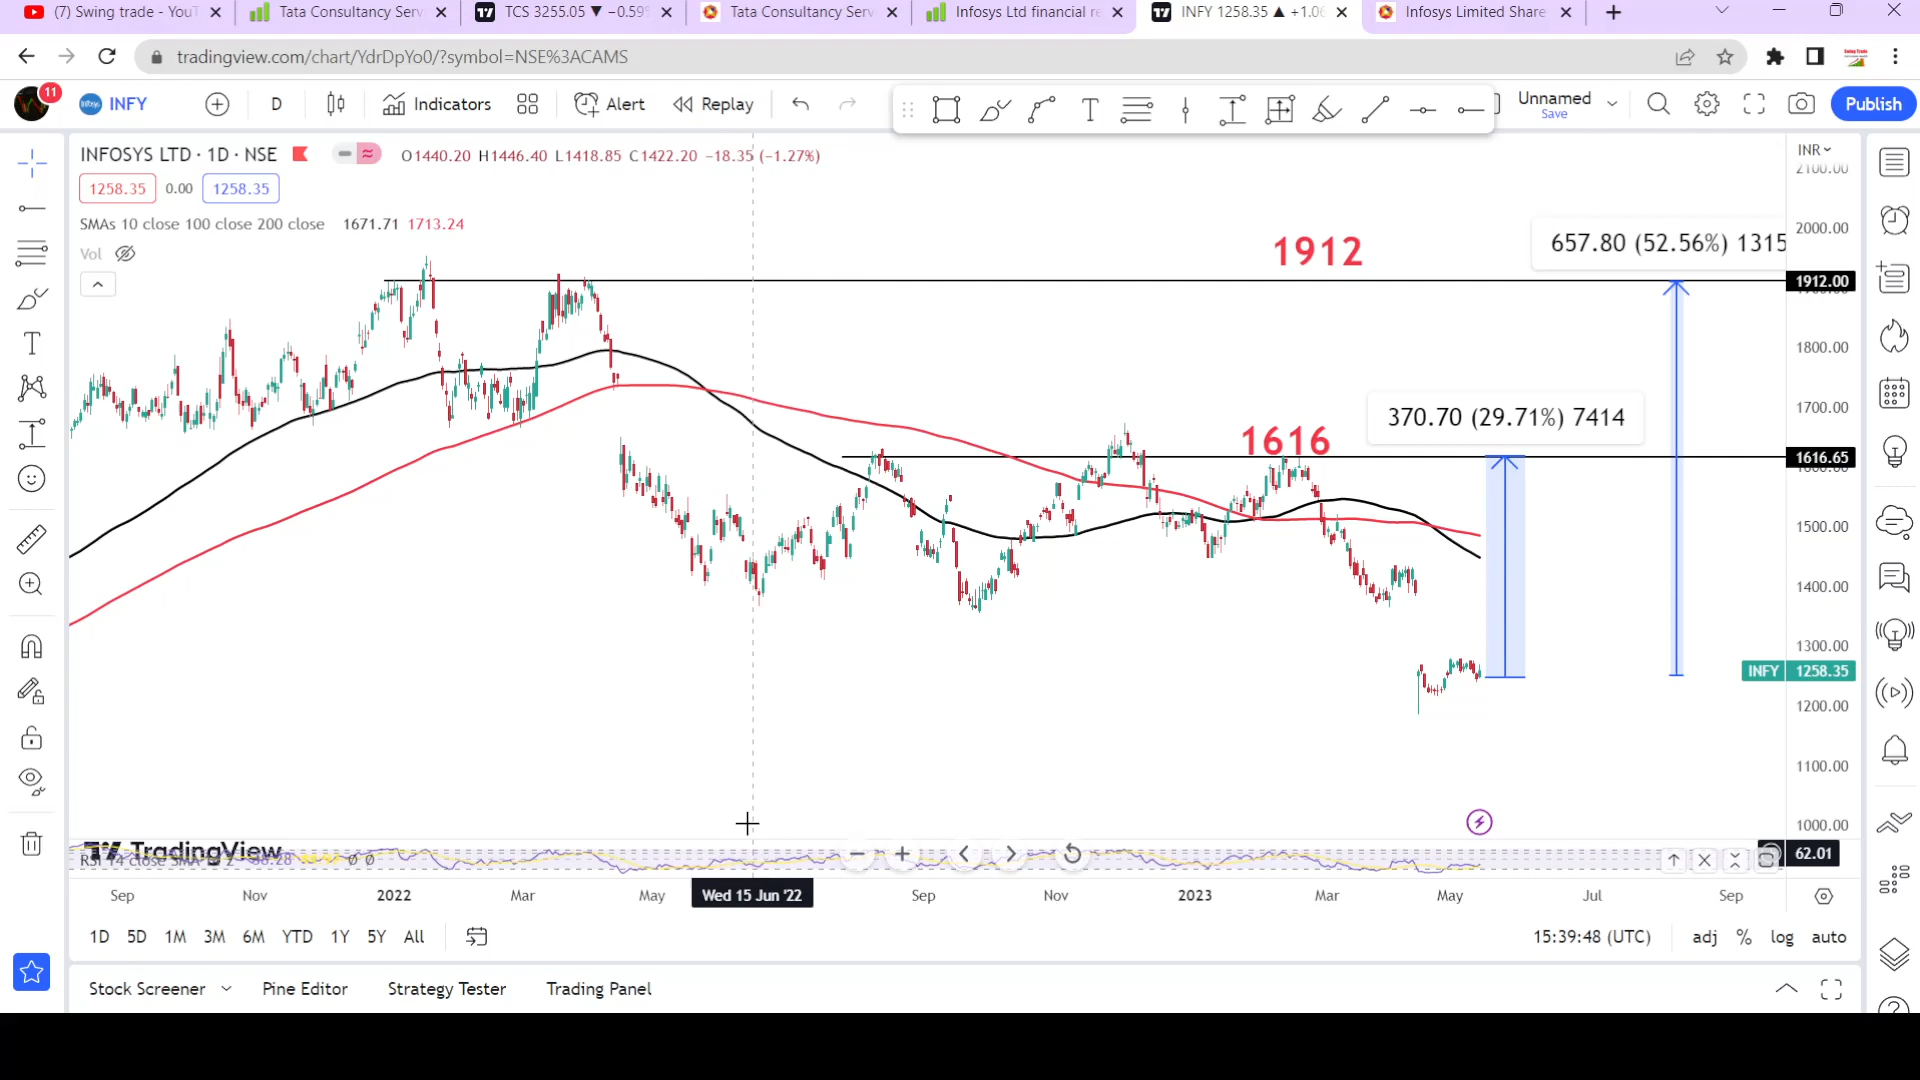 (7) Swing trade - YouT
Tata Consultancy Serv
TCS 3255.05 ▼ −0.59%
Tata Consultancy Serv
Infosys Ltd financial re
INFY 1258.35 ▲ +1.06
Infosys Limited Share
tradingview.com/chart/YdrDpYo0/?symbol=NSE%3ACAMS
11
INFY
D
Indicators
Alert
Replay
T
Unnamed
Save
Publish
INFOSYS LTD · 1D · NSE
O1440.20 H1446.40 L1418.85 C1422.20 −18.35 (−1.27%)
INR
1258.35 0.00 1258.35
SMAs 10 close 100 close 200 close 1671.71 1713.24
Vol
1912
657.80 (52.56%) 1315
370.70 (29.71%) 7414
1616
2100.00
2000.00
1912.00
1800.00
1700.00
1616.65
1500.00
1400.00
1300.00
INFY 1258.35
1200.00
1100.00
1000.00
62.01
TradingView
RSI 14 close SMA
Sep Nov 2022 Mar May Wed 15 Jun '22 Sep Nov 2023 Mar May Jul Sep
1D 5D 1M 3M 6M YTD 1Y 5Y All
15:39:48 (UTC) adj % log auto
Stock Screener Pine Editor Strategy Tester Trading Panel